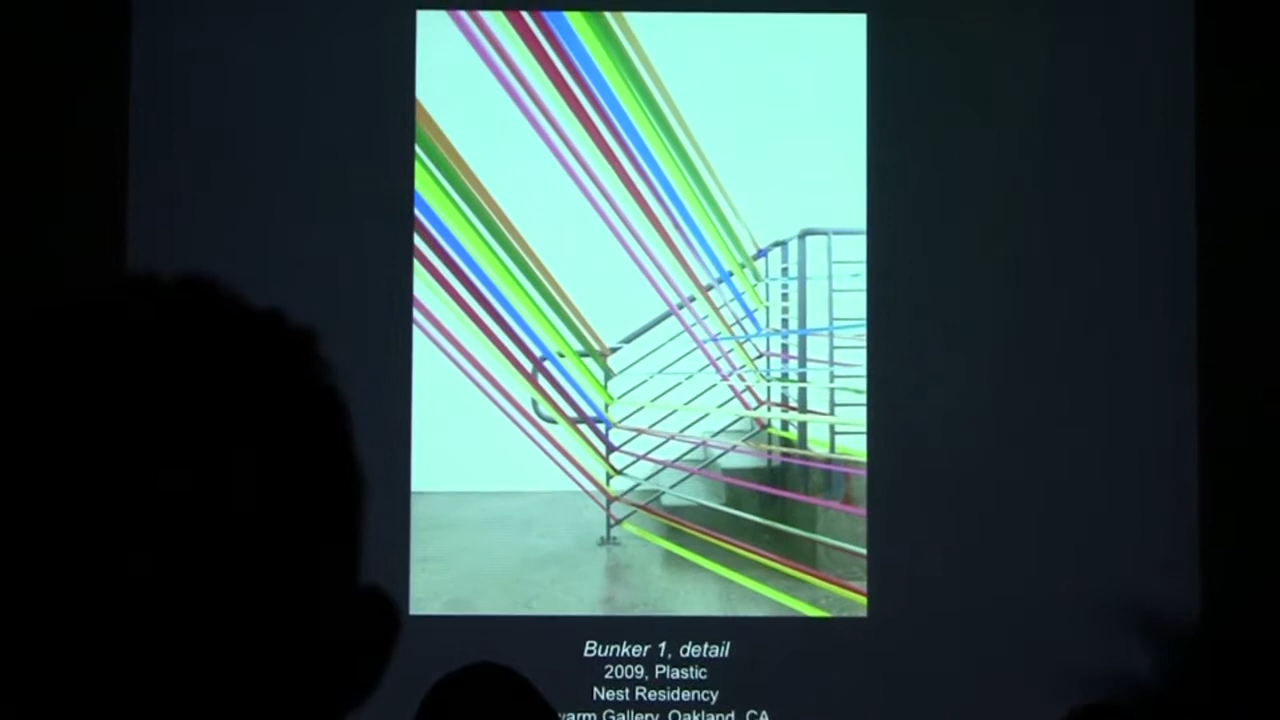 Bunker 1, detail
2009, Plastic
Nest Residency
Gallery, Oakland, CA